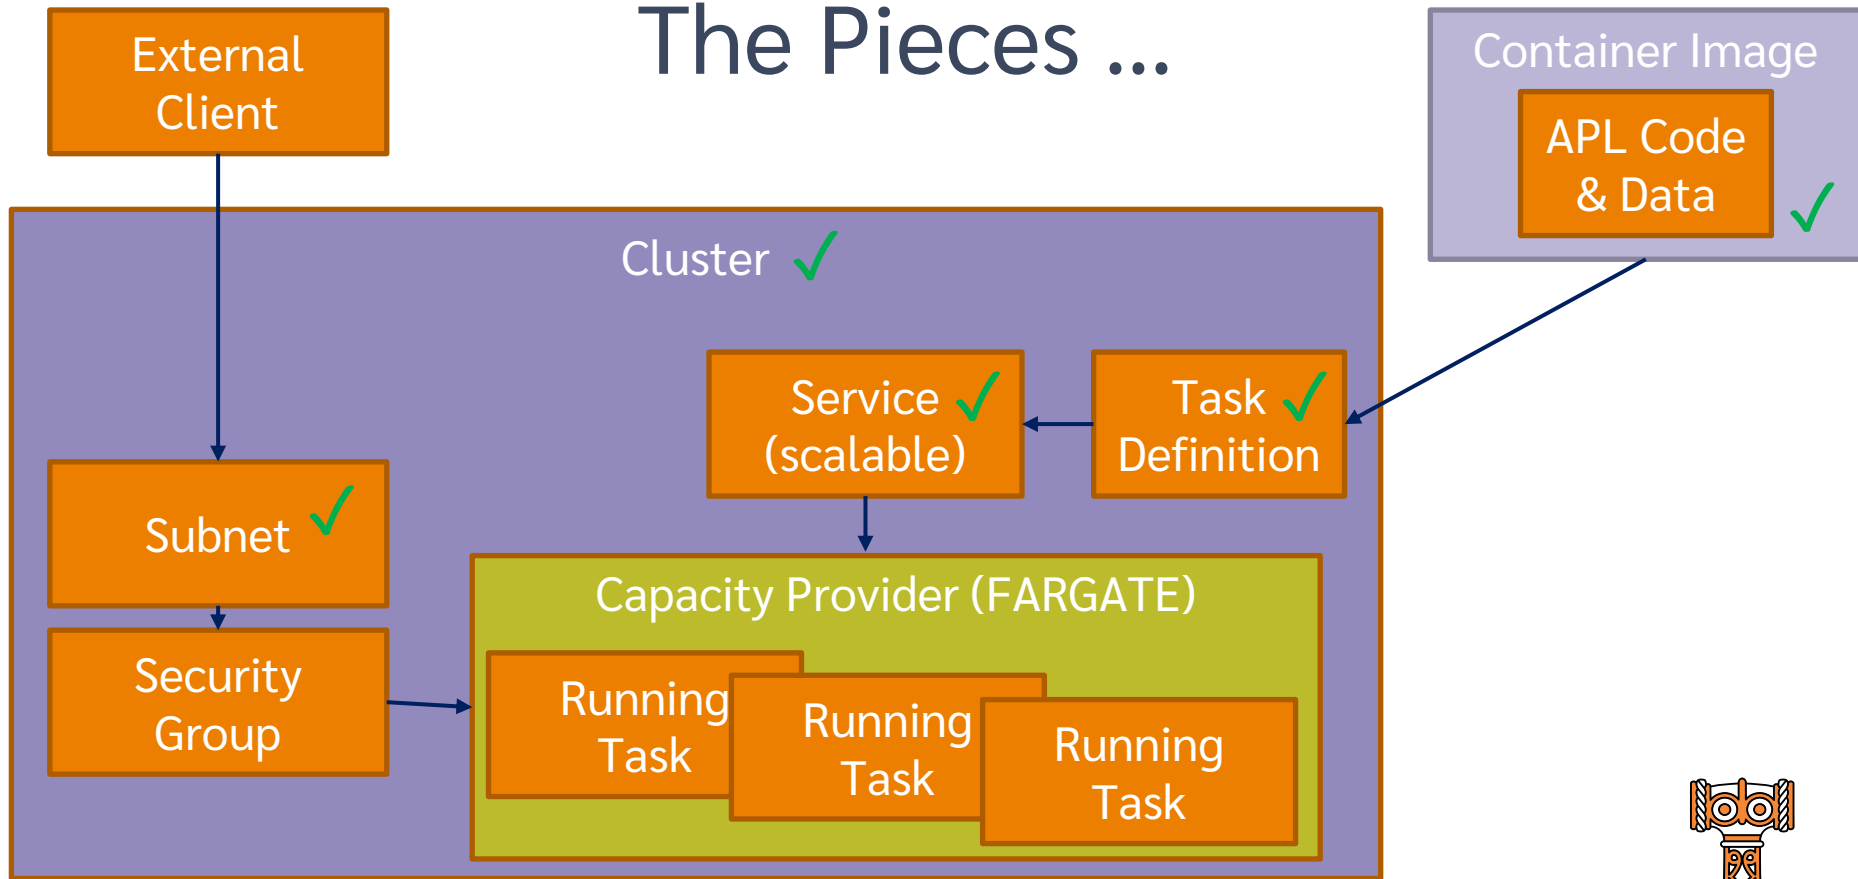 The Pieces ...
External
Client
Container Image
APL Code
& Data
Cluster
Service
(scalable)
Task
Definition
Subnet
Security
Group
Capacity Provider (FARGATE)
Running
Task
Running
Task
Running
Task